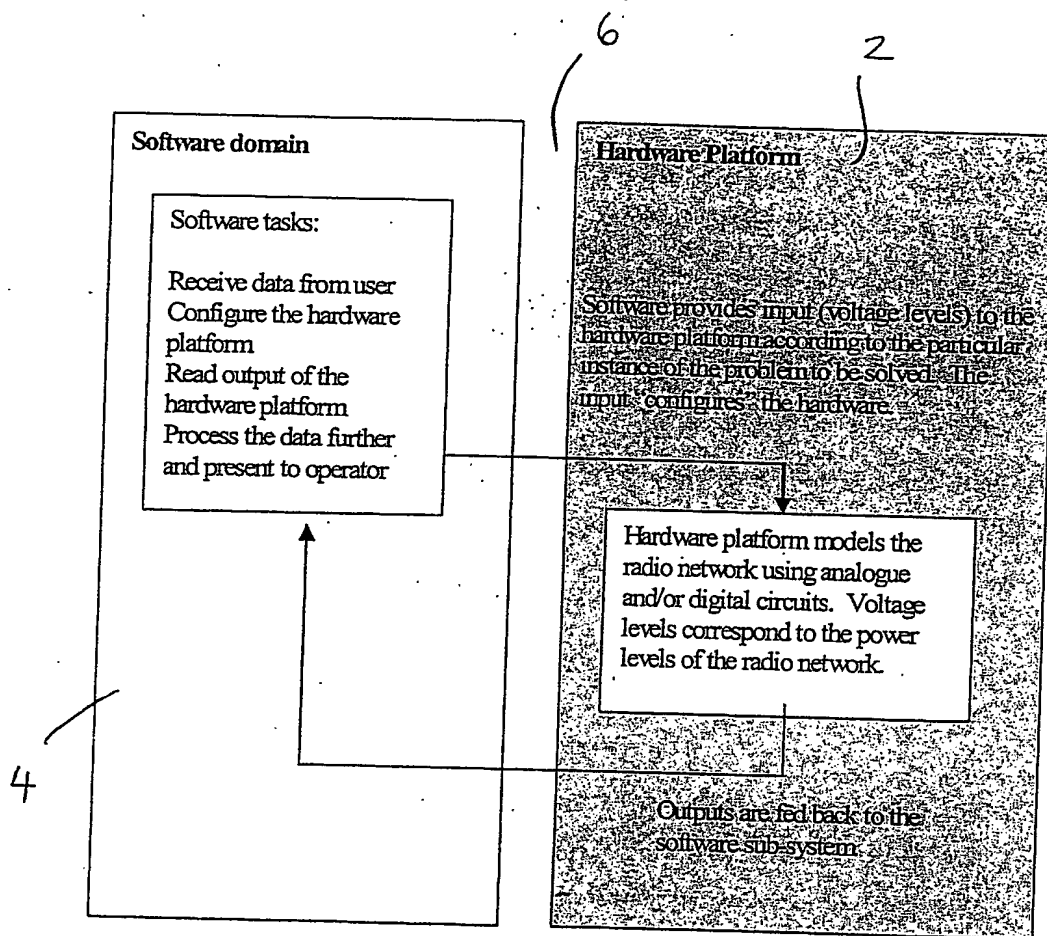 6
2
Software domain
Hardware Platform
Software tasks:
Receive data from user
Configure the hardware
platform
Read output of the
hardware platform
Process the data further
and present to operator
Software provides input (voltage levels) to the
hardware platform according to the particular
instance of the problem to be solved. The
input "configures" the hardware.
Hardware platform models the
radio network using analogue
and/or digital circuits. Voltage
levels correspond to the power
levels of the radio network.
4
Outputs are fed back to the
software sub-system.